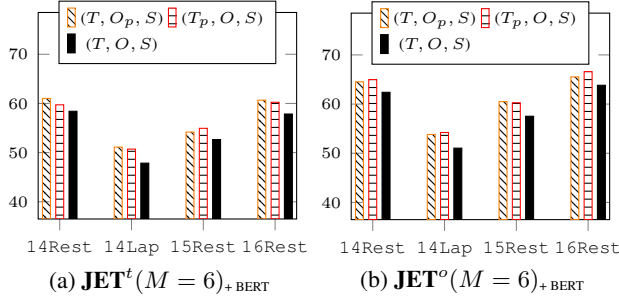 (T, O_p, S) (T_p, O, S)
(T, O, S)
70
60
50
40
14Rest 14Lap 15Rest 16Rest
(a) JET^t(M = 6)_{+ BERT}
(T, O_p, S) (T_p, O, S)
(T, O, S)
70
60
50
40
14Rest 14Lap 15Rest 16Rest
(b) JET^o(M = 6)_{+ BERT}